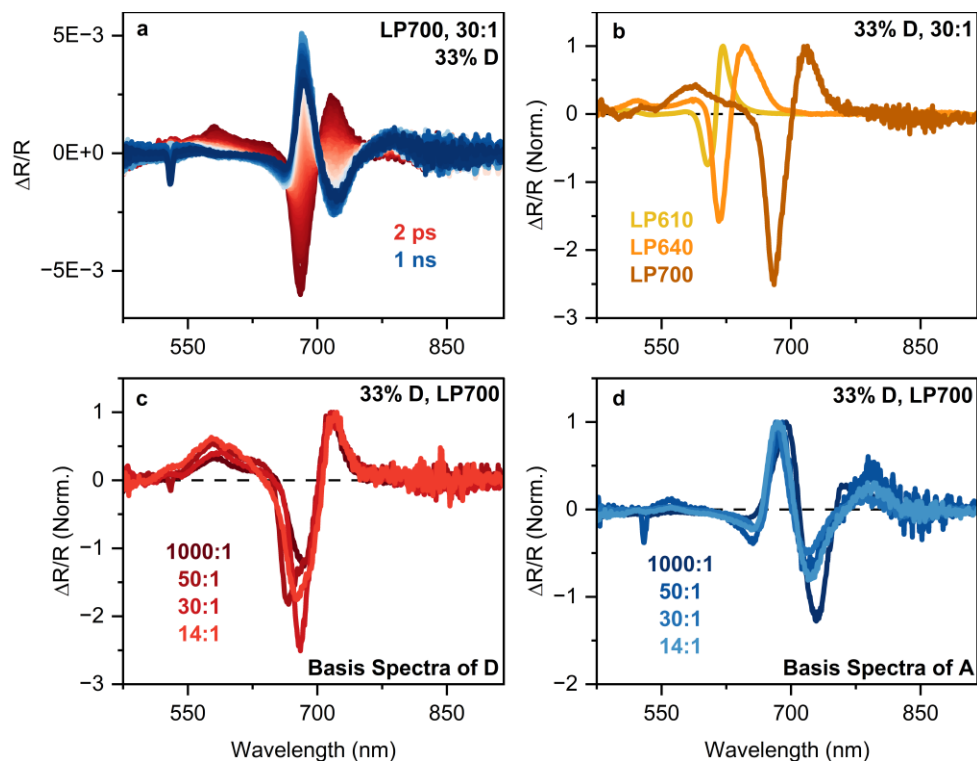 a
LP700, 30:1
33% D
5E−3
0E+0
−5E−3
ΔR/R
2 ps
1 ns
550
700
850
b
33% D, 30:1
1
0
−1
−2
−3
ΔR/R (Norm.)
LP610
LP640
LP700
550
700
850
c
33% D, LP700
1
0
−1
−2
−3
ΔR/R (Norm.)
1000:1
50:1
30:1
14:1
Basis Spectra of D
550
700
850
Wavelength (nm)
d
33% D, LP700
1
0
−1
−2
ΔR/R (Norm.)
1000:1
50:1
30:1
14:1
Basis Spectra of A
550
700
850
Wavelength (nm)